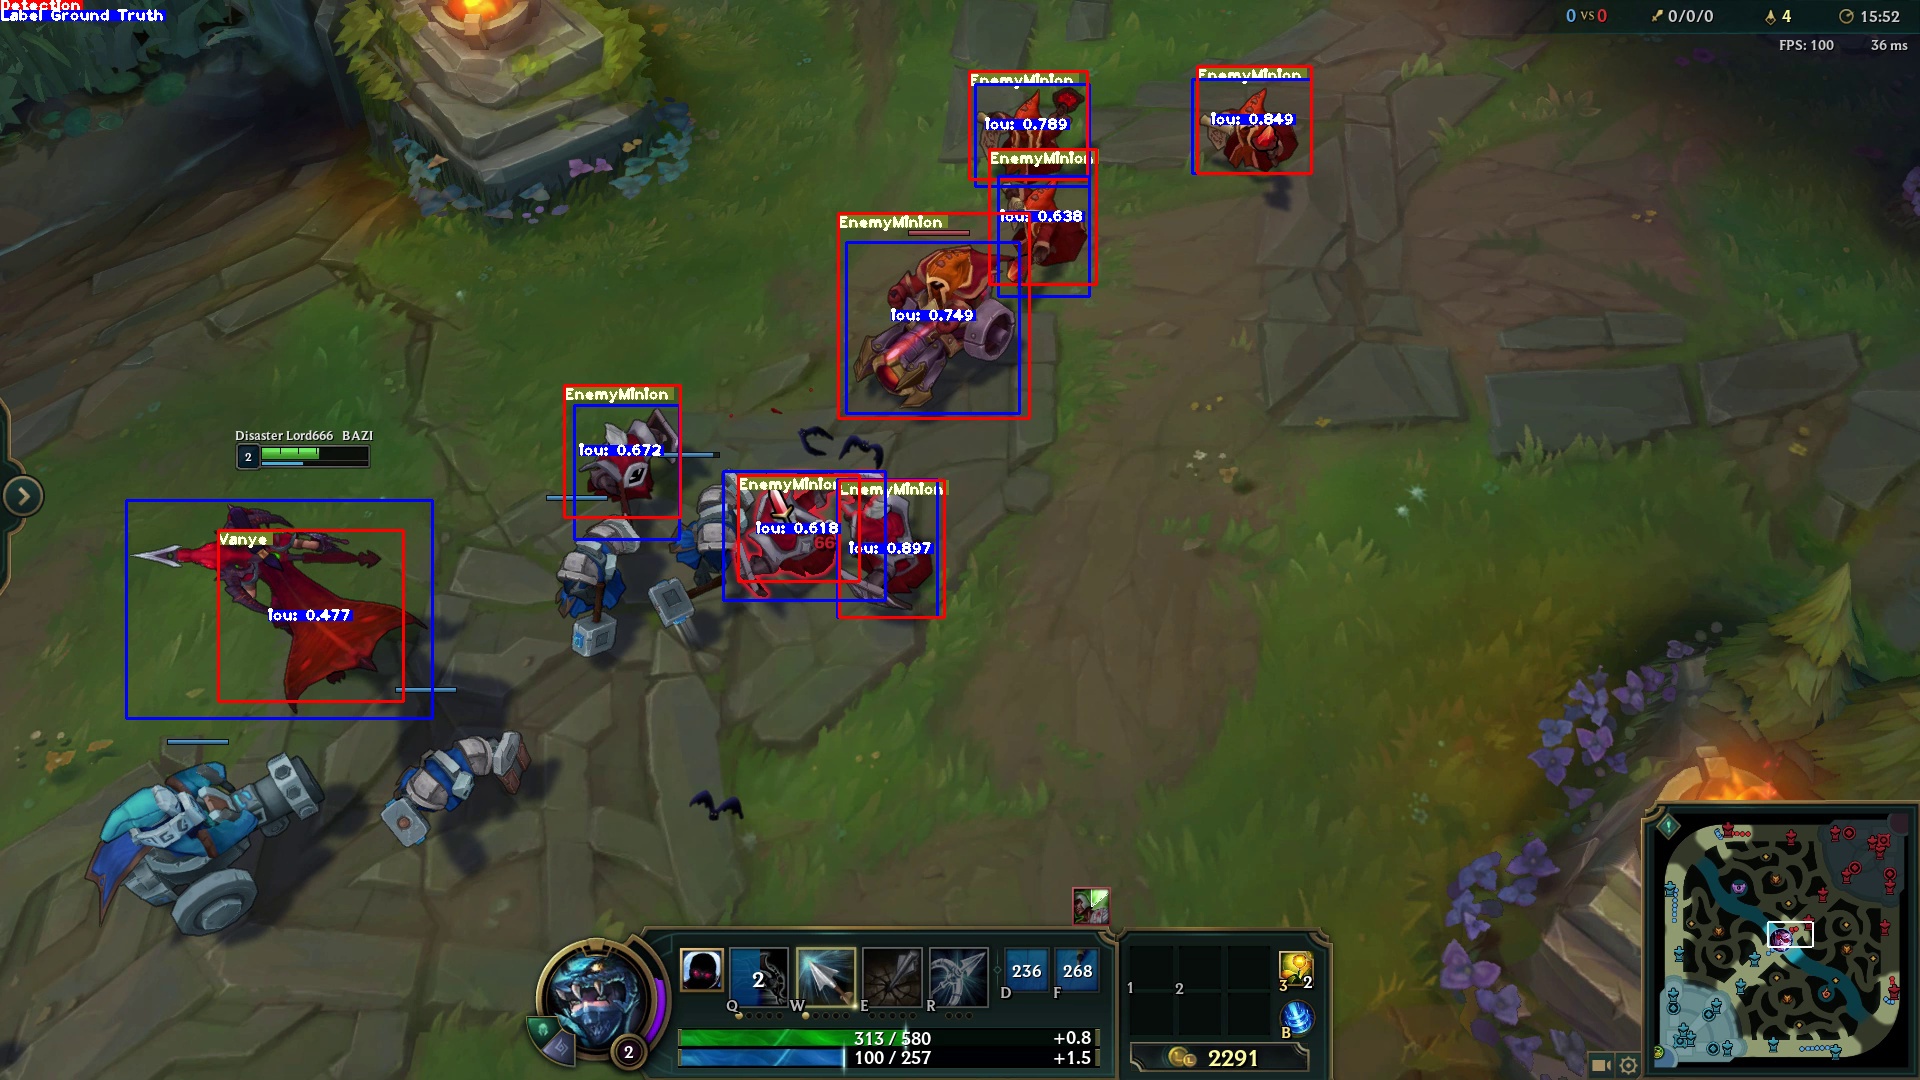 Detection
Label Ground Truth
0 VS 0
0/0/0
4
15:52
FPS: 100
36 ms
EnemyMinion
iou: 0.789
EnemyMinion
iou: 0.849
EnemyMinion
iou: 0.638
EnemyMinion
iou: 0.749
EnemyMinion
iou: 0.672
Disaster Lord666 BAZI
2
EnemyMinion
iou: 0.618
66
EnemyMinion
iou: 0.897
Vanye
iou: 0.477
2
Q
W
E
R
236
D
268
F
1
2
3
2
B
2
313 / 580
+0.8
100 / 257
+1.5
2291